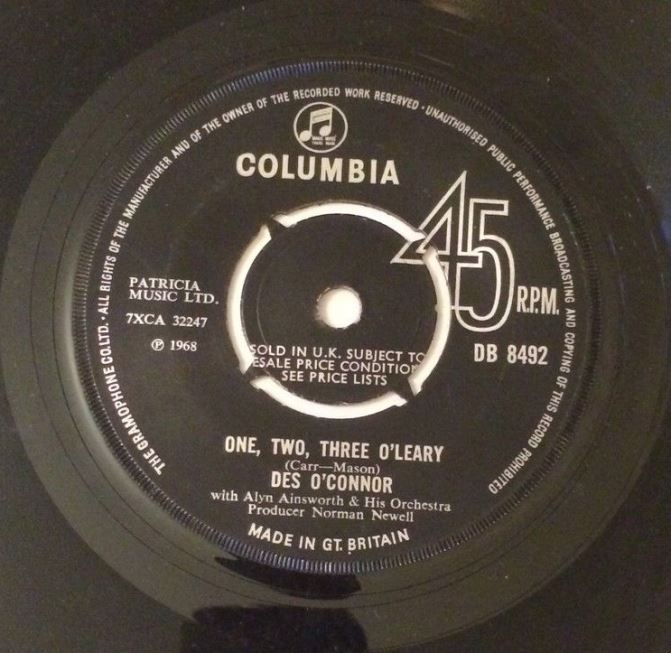 THE GRAMOPHONE CO. LTD. · ALL RIGHTS OF THE MANUFACTURER AND OF THE OWNER OF THE RECORDED WORK RESERVED · UNAUTHORISED PUBLIC PERFORMANCE BROADCASTING AND COPYING OF THIS RECORD PROHIBITED
COLUMBIA
45
R.P.M.
PATRICIA
MUSIC LTD.
7XCA 32247
℗ 1968
DB 8492
SOLD IN U.K. SUBJECT TO
ESALE PRICE CONDITION
SEE PRICE LISTS
ONE, TWO, THREE O'LEARY
(Carr—Mason)
DES O'CONNOR
with Alyn Ainsworth & His Orchestra
Producer Norman Newell
MADE IN GT. BRITAIN